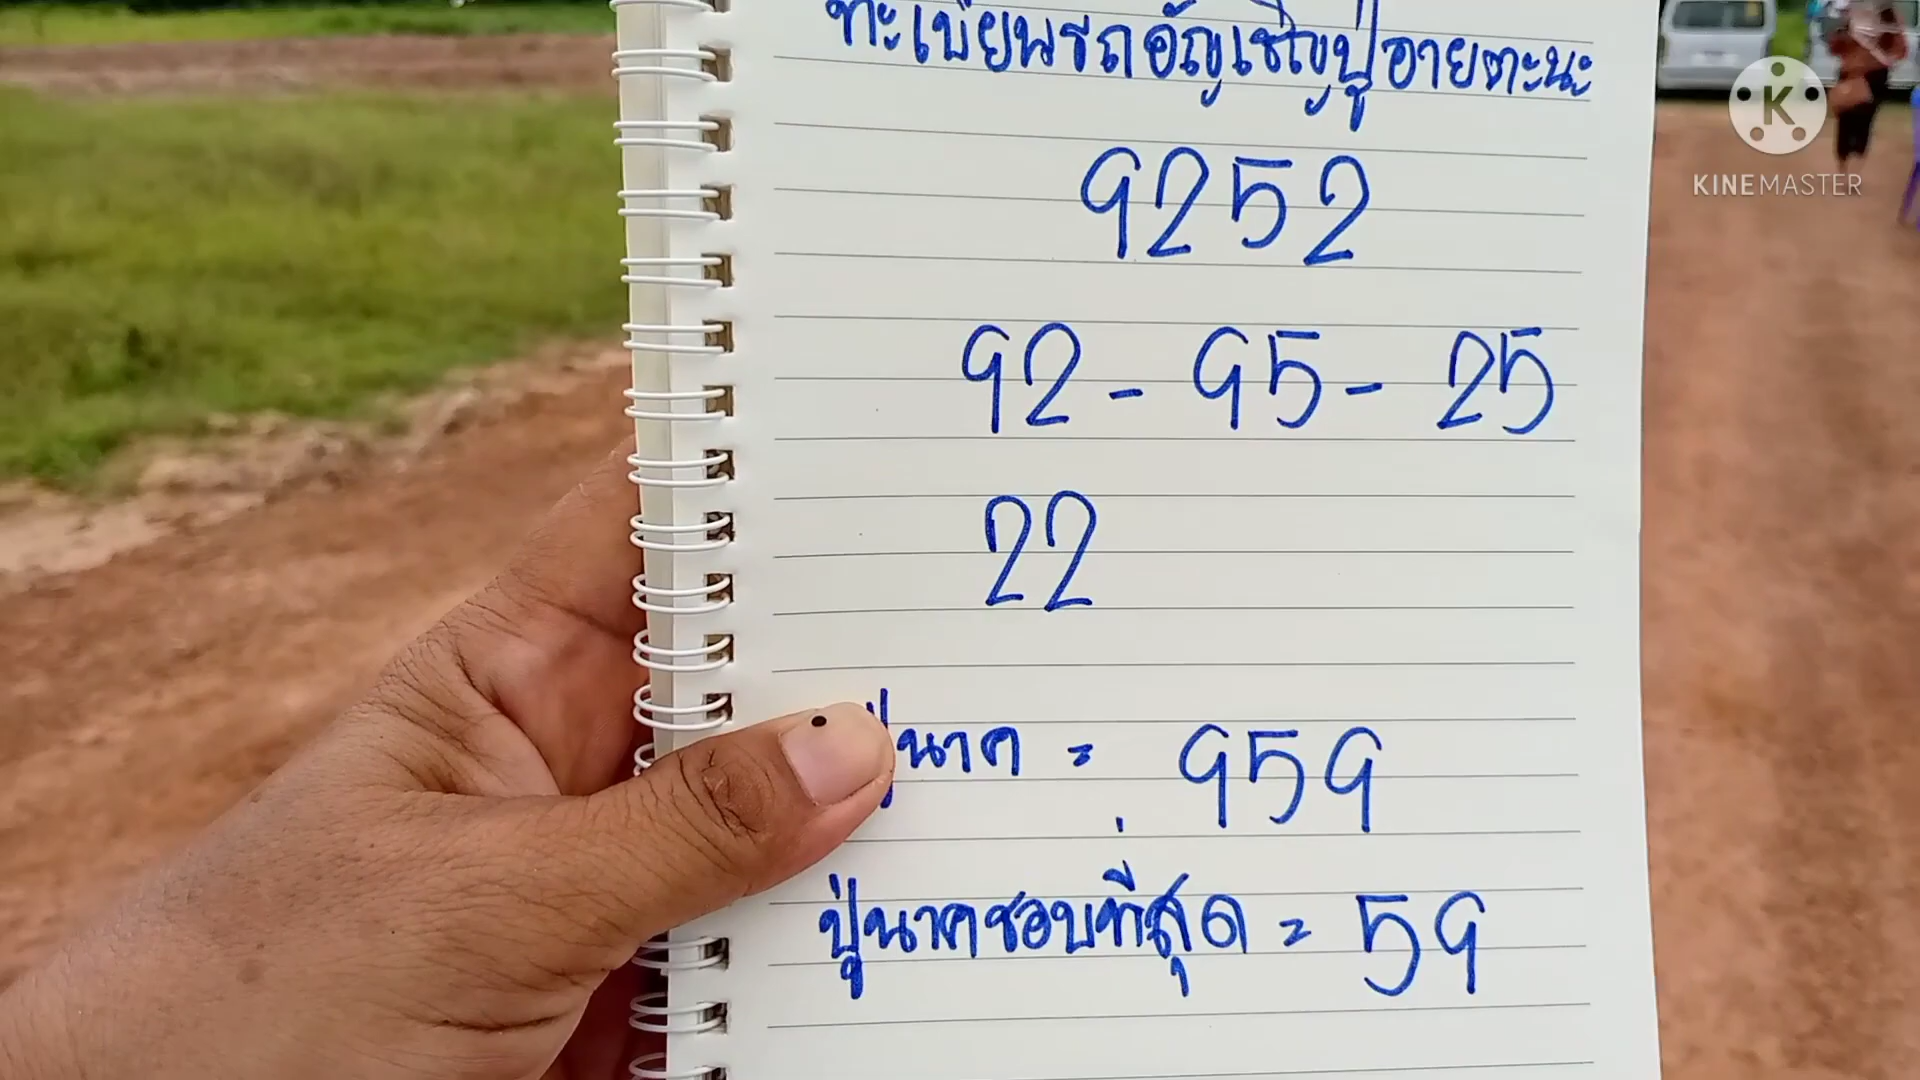 ทะเบียนรถอัญเชิญปู่อายตะนะ
9252
92 - 95 - 25
22
ปู่นาค = 959
ปู่นาคชอบที่สุด = 59
K
KINEMASTER